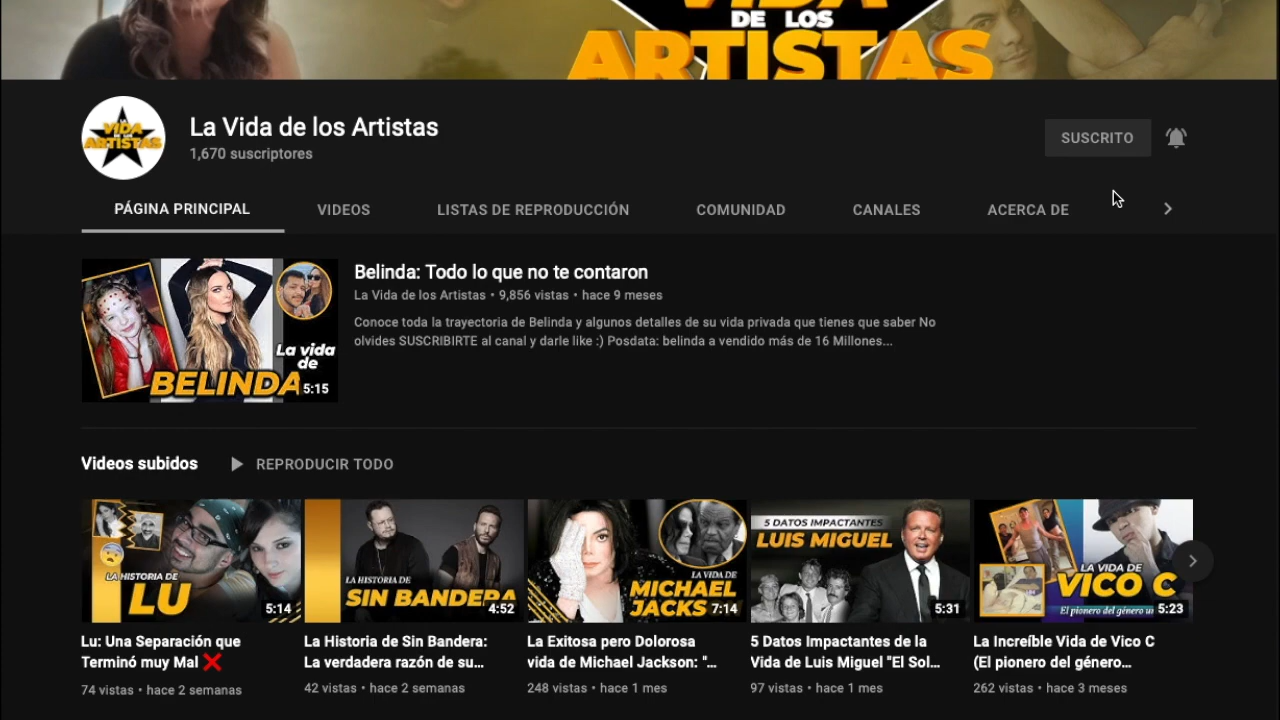 VIDA
DE LOS
ARTISTAS
VIDA
ARTISTAS
La Vida de los Artistas
1,670 suscriptores
SUSCRITO
PÁGINA PRINCIPAL
VIDEOS
LISTAS DE REPRODUCCIÓN
COMUNIDAD
CANALES
ACERCA DE
La vida
de
BELINDA
5:15
Belinda: Todo lo que no te contaron
La Vida de los Artistas • 9,856 vistas • hace 9 meses
Conoce toda la trayectoria de Belinda y algunos detalles de su vida privada que tienes que saber No
olvides SUSCRIBIRTE al canal y darle like :) Posdata: belinda a vendido más de 16 Millones...
Videos subidos
REPRODUCIR TODO
LA HISTORIA DE
LU
5:14
Lu: Una Separación que
Terminó muy Mal ❌
74 vistas • hace 2 semanas
LA HISTORIA DE
SIN BANDERA
4:52
La Historia de Sin Bandera:
La verdadera razón de su...
42 vistas • hace 2 semanas
LA VIDA DE
MICHAEL
JACKS
7:14
La Exitosa pero Dolorosa
vida de Michael Jackson: "...
248 vistas • hace 1 mes
5 DATOS IMPACTANTES
LUIS MIGUEL
5:31
5 Datos Impactantes de la
Vida de Luis Miguel "El Sol...
97 vistas • hace 1 mes
LA VIDA DE
VICO C
El pionero del género
5:23
La Increíble Vida de Vico C
(El pionero del género...
262 vistas • hace 3 meses